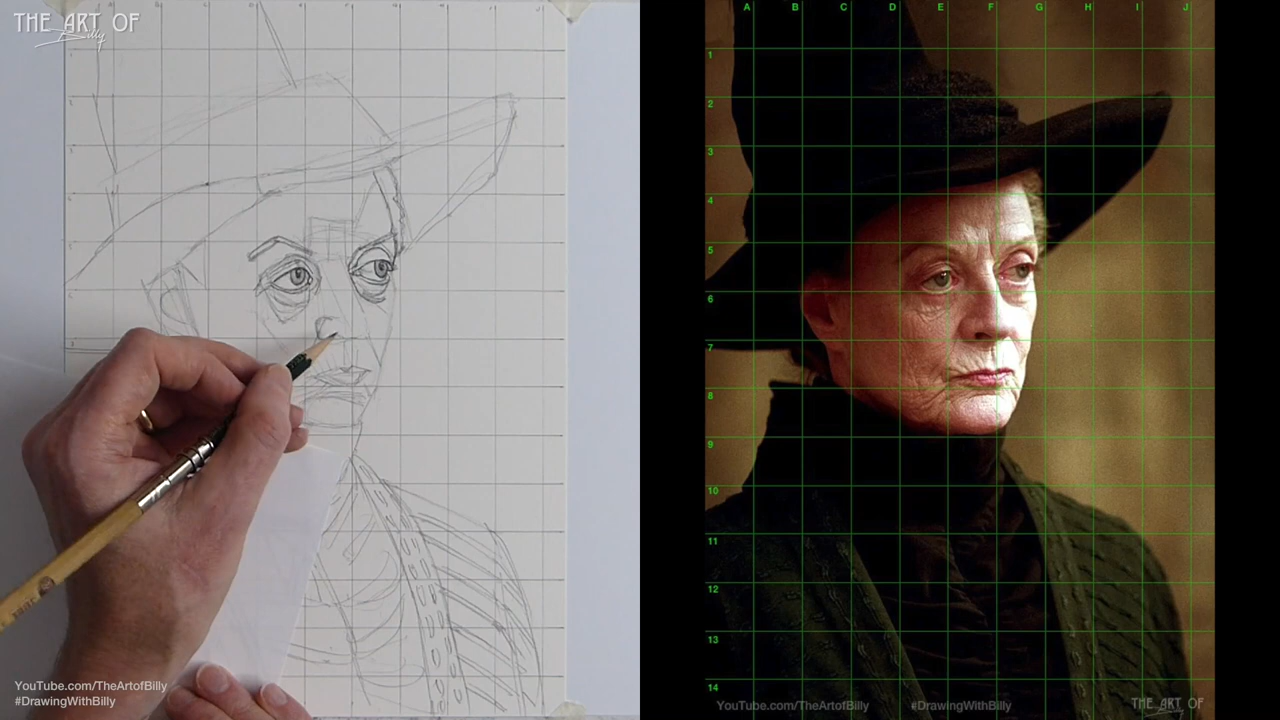 THE ART OF
Billy
YouTube.com/TheArtofBilly
#DrawingWithBilly
A B C D E F G H I J
1
2
3
4
5
6
7
8
9
10
11
12
13
14
YouTube.com/TheArtofBilly #DrawingWithBilly THE ART OF